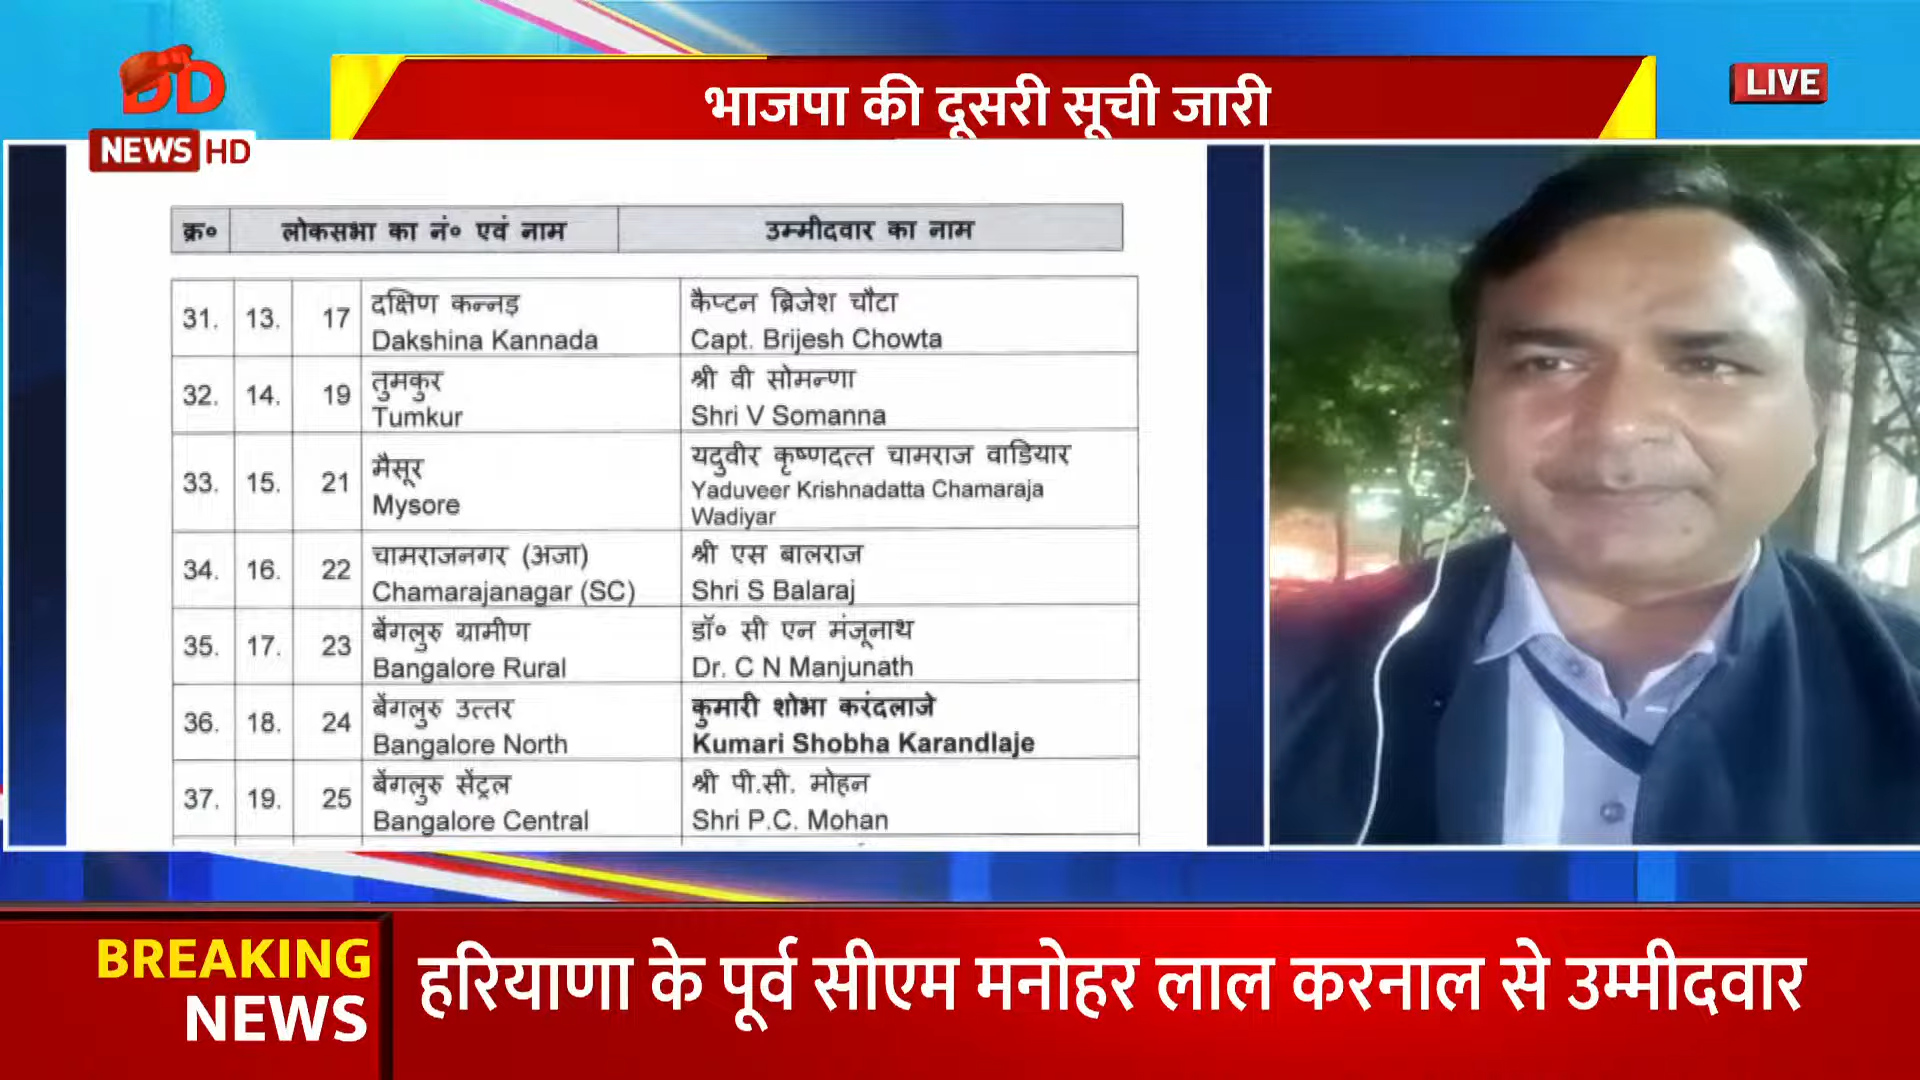 DD
NEWS HD
भाजपा की दूसरी सूची जारी
LIVE
क्र० लोकसभा का नं० एवं नाम उम्मीदवार का नाम
31. 13. 17 दक्षिण कन्नड़ कैप्टन ब्रिजेश चौटा
Dakshina Kannada Capt. Brijesh Chowta
32. 14. 19 तुमकुर श्री वी सोमन्णा
Tumkur Shri V Somanna
33. 15. 21 मैसूर यदुवीर कृष्णदत्त चामराज वाडियार
Mysore Yaduveer Krishnadatta Chamaraja
Wadiyar
34. 16. 22 चामराजनगर (अजा) श्री एस बालराज
Chamarajanagar (SC) Shri S Balaraj
35. 17. 23 बेंगलुरु ग्रामीण डॉ० सी एन मंजूनाथ
Bangalore Rural Dr. C N Manjunath
36. 18. 24 बेंगलुरु उत्तर कुमारी शोभा करंदलाजे
Bangalore North Kumari Shobha Karandlaje
37. 19. 25 बेंगलुरु सेंट्रल श्री पी.सी. मोहन
Bangalore Central Shri P.C. Mohan
BREAKING
NEWS
हरियाणा के पूर्व सीएम मनोहर लाल करनाल से उम्मीदवार